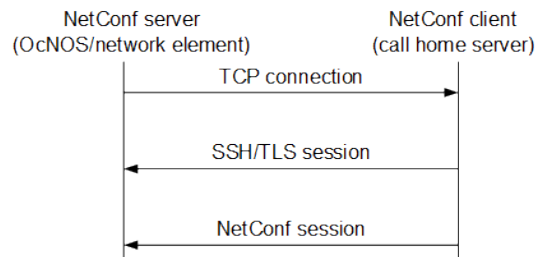 NetConf server
(OcNOS/network element)
NetConf client
(call home server)
TCP connection
SSH/TLS session
NetConf session